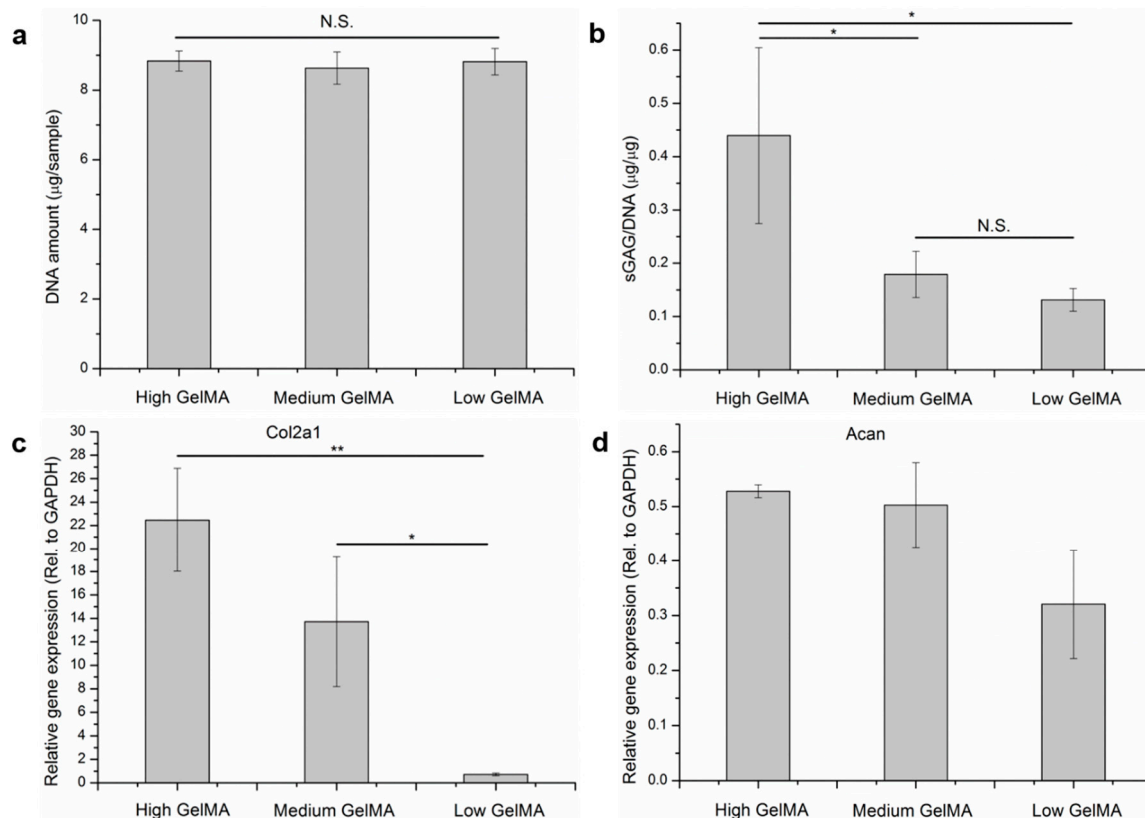 a
N.S.
DNA amount (μg/sample)
10
8
6
4
2
0
High GelMA Medium GelMA Low GelMA
b
*
*
N.S.
sGAG/DNA (μg/μg)
0.6
0.5
0.4
0.3
0.2
0.1
0.0
High GelMA Medium GelMA Low GelMA
c
Col2a1
**
*
Relative gene expression (Rel. to GAPDH)
30
28
26
24
22
20
18
16
14
12
10
8
6
4
2
0
High GelMA Medium GelMA Low GelMA
d
Acan
Relative gene expression (Rel. to GAPDH)
0.6
0.5
0.4
0.3
0.2
0.1
0.0
High GelMA Medium GelMA Low GelMA